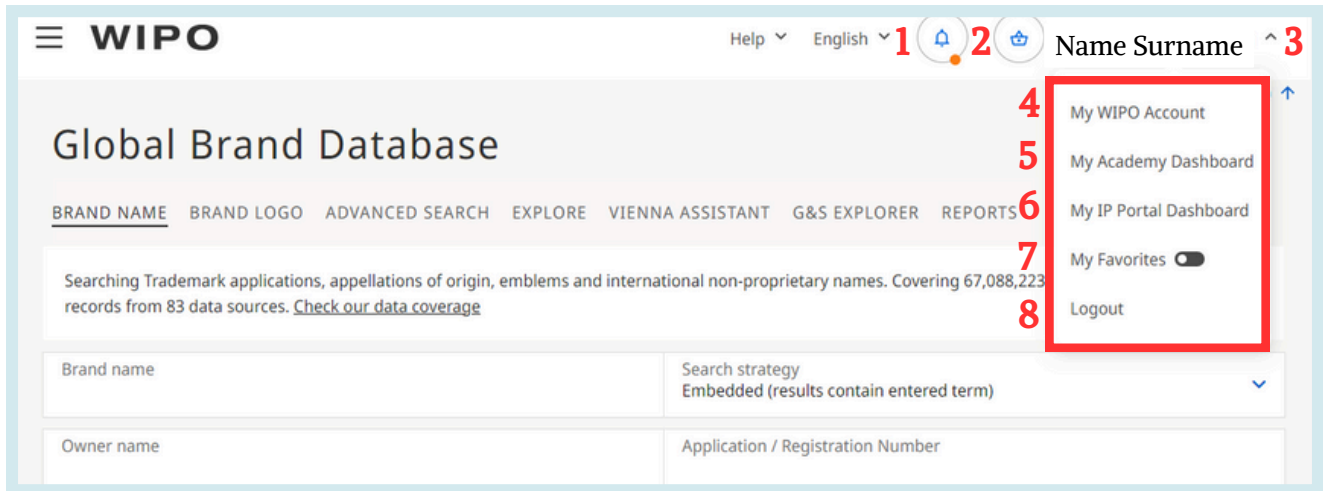 WIPO
Help English 1 2 Name Surname 3
4 My WIPO Account
Global Brand Database
5 My Academy Dashboard
BRAND NAME BRAND LOGO ADVANCED SEARCH EXPLORE VIENNA ASSISTANT G&S EXPLORER REPORTS 6 My IP Portal Dashboard
7 My Favorites
Searching Trademark applications, appellations of origin, emblems and international non-proprietary names. Covering 67,088,223
records from 83 data sources. Check our data coverage
8 Logout
Brand name
Search strategy
Embedded (results contain entered term)
Owner name
Application / Registration Number